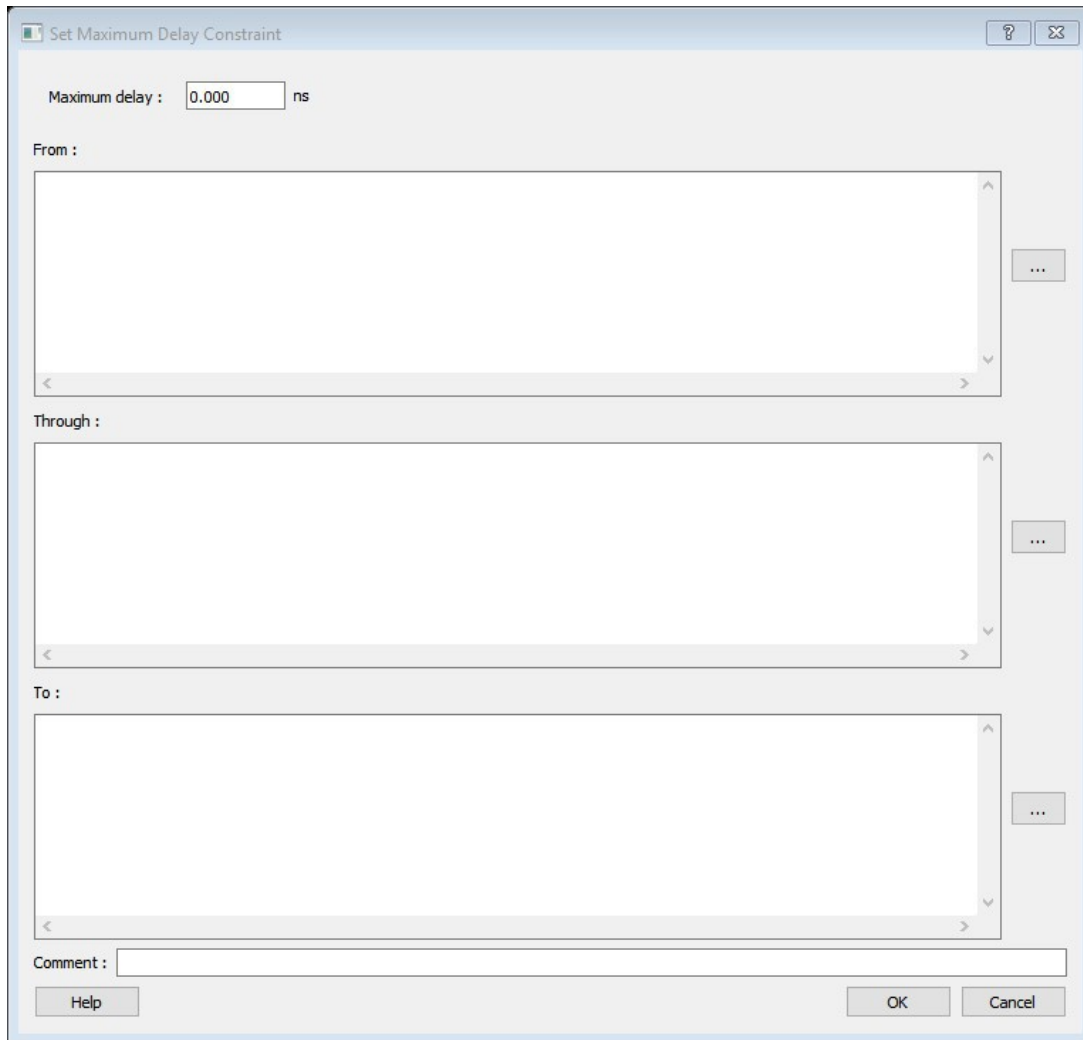 Set Maximum Delay Constraint
Maximum delay : 0.000 ns
From :
...
Through :
...
To :
...
Comment :
Help OK Cancel